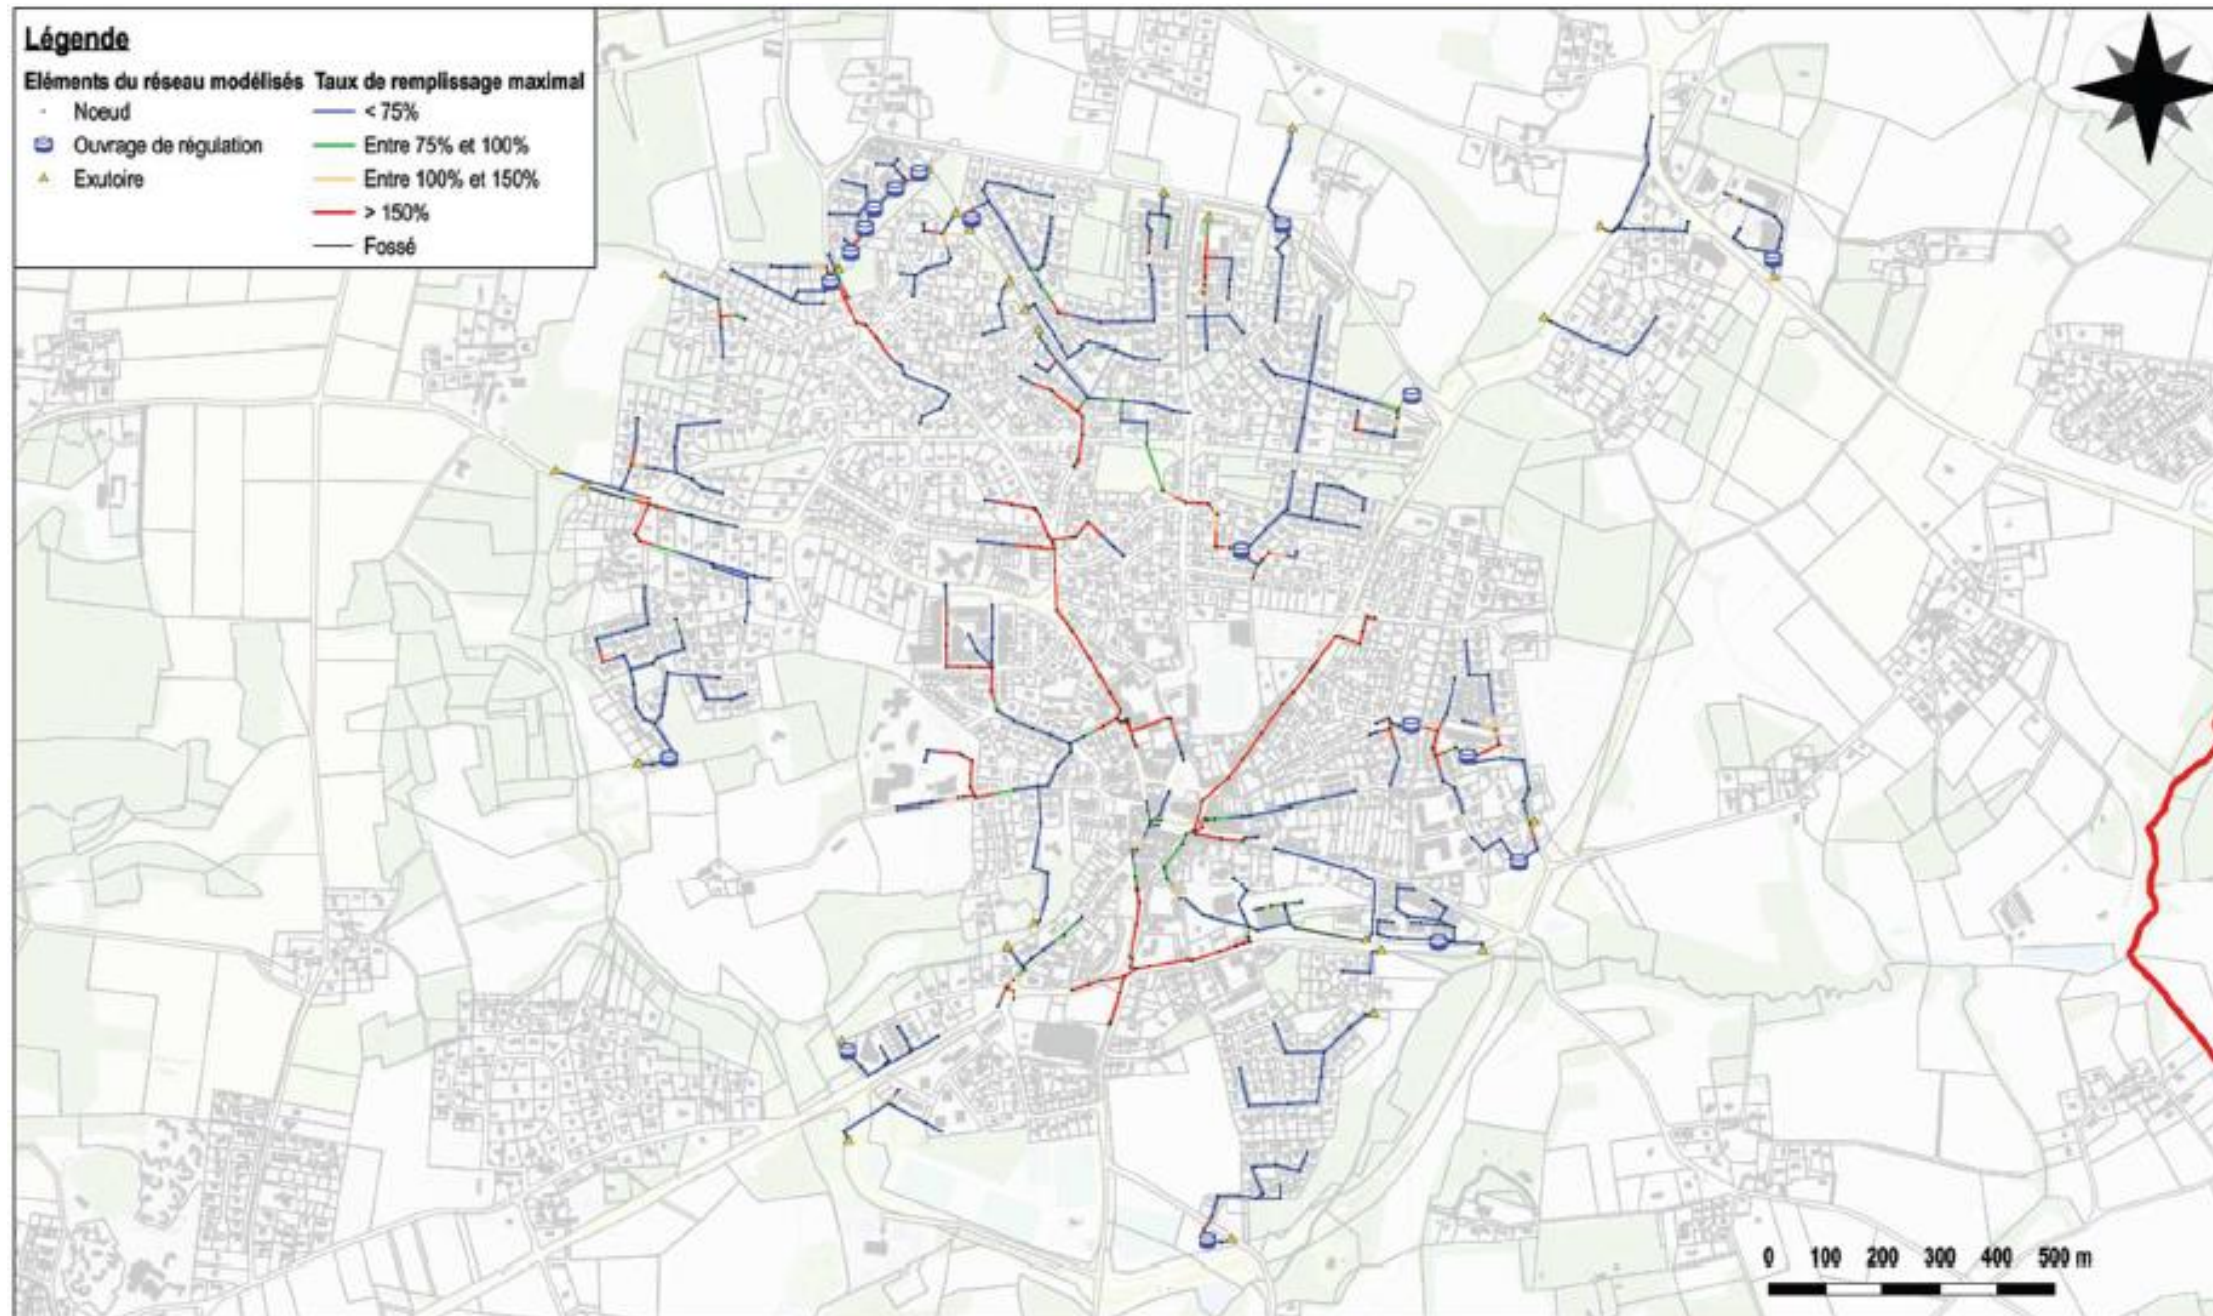 Légende
Eléments du réseau modélisés Taux de remplissage maximal
Noeud < 75%
Ouvrage de régulation Entre 75% et 100%
Exutoire Entre 100% et 150%
> 150%
Fossé
0 100 200 300 400 500 m